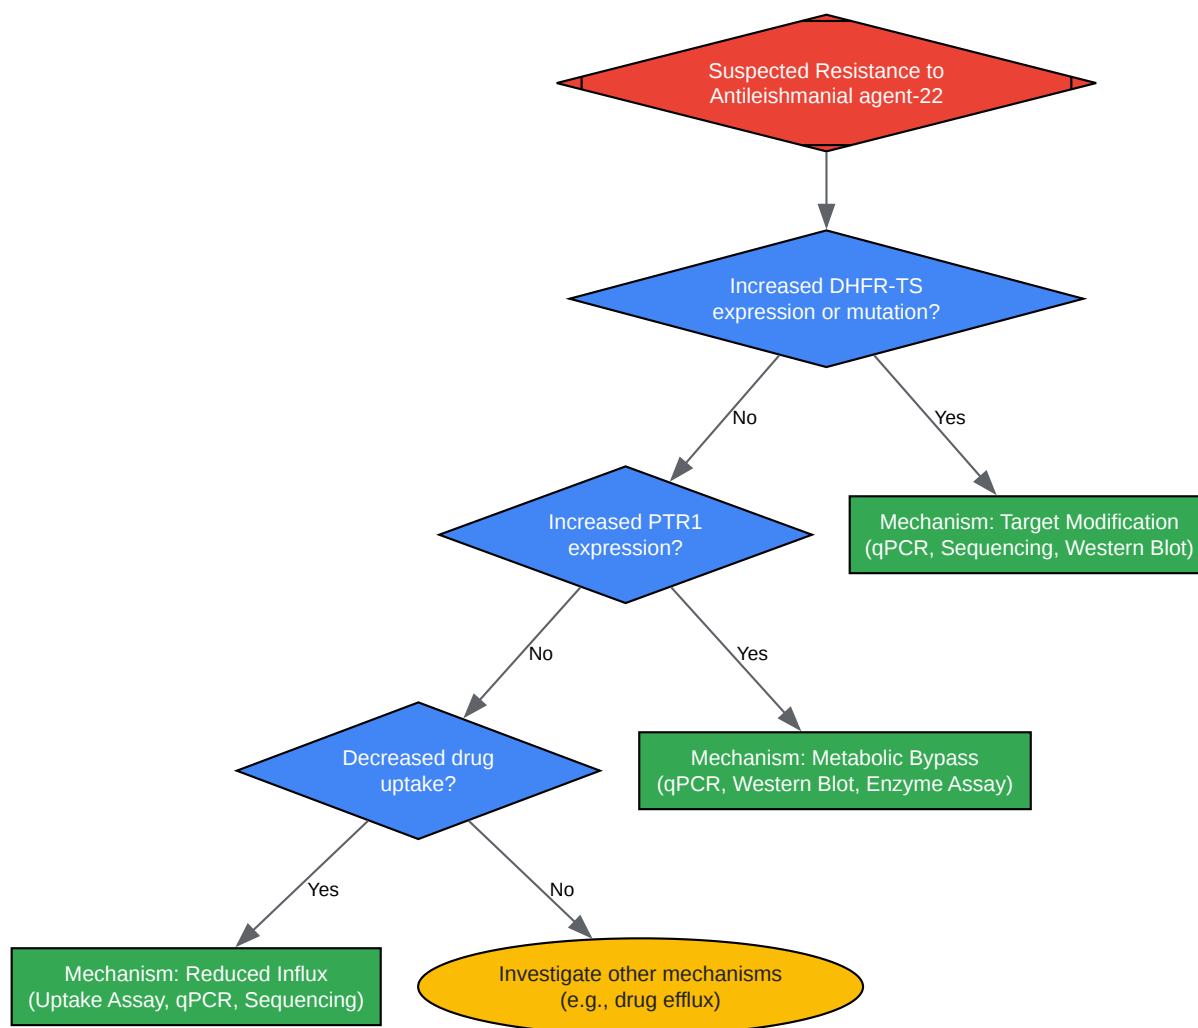 Suspected Resistance to
Antileishmanial agent-22
Increased DHFR-TS
expression or mutation?
No
Yes
Increased PTR1
expression?
Mechanism: Target Modification
(qPCR, Sequencing, Western Blot)
No
Yes
Decreased drug
uptake?
Mechanism: Metabolic Bypass
(qPCR, Western Blot, Enzyme Assay)
Yes
No
Mechanism: Reduced Influx
(Uptake Assay, qPCR, Sequencing)
Investigate other mechanisms
(e.g., drug efflux)